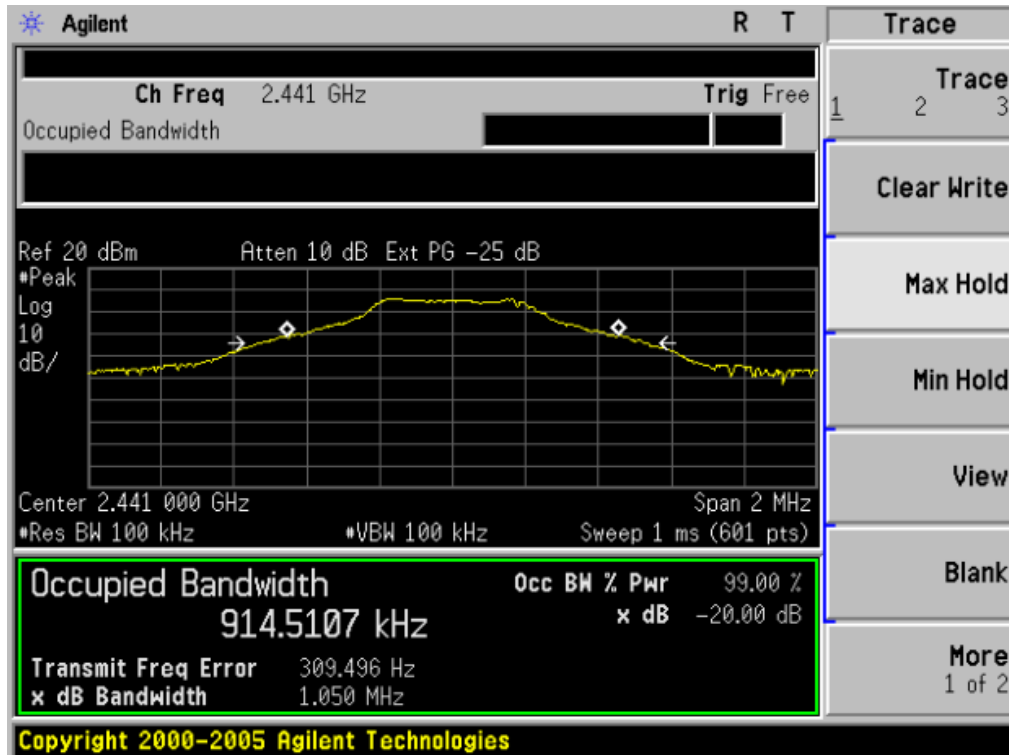 Agilent R T
Ch Freq 2.441 GHz Trig Free
Occupied Bandwidth
Ref 20 dBm Atten 10 dB Ext PG -25 dB
#Peak
Log
10
dB/
Center 2.441 000 GHz Span 2 MHz
#Res BW 100 kHz #VBW 100 kHz Sweep 1 ms (601 pts)
Occupied Bandwidth Occ BW % Pwr 99.00 %
914.5107 kHz x dB -20.00 dB
Transmit Freq Error 309.496 Hz
x dB Bandwidth 1.050 MHz
Copyright 2000-2005 Agilent Technologies
Trace
Trace
1 2 3
Clear Write
Max Hold
Min Hold
View
Blank
More
1 of 2